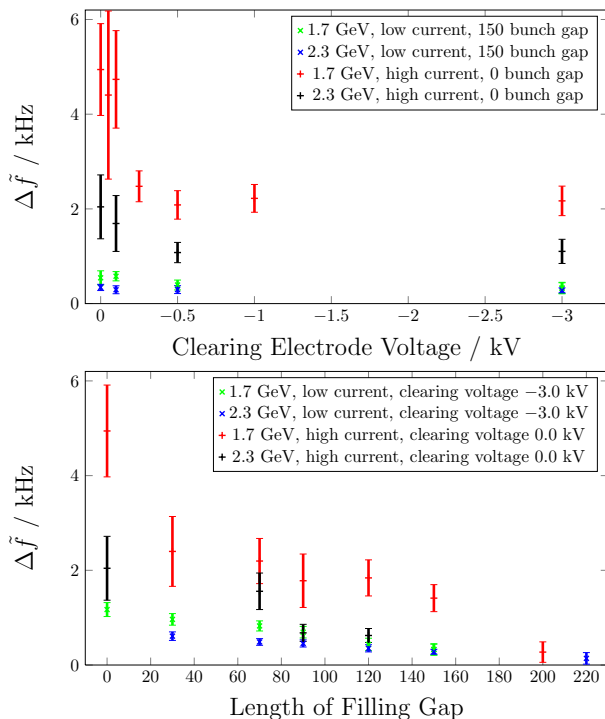 6
4
2
0
Δf̃ / kHz
1.7 GeV, low current, 150 bunch gap
2.3 GeV, low current, 150 bunch gap
1.7 GeV, high current, 0 bunch gap
2.3 GeV, high current, 0 bunch gap
0 −0.5 −1 −1.5 −2 −2.5 −3
Clearing Electrode Voltage / kV
6
4
2
0
Δf̃ / kHz
1.7 GeV, low current, clearing voltage −3.0 kV
2.3 GeV, low current, clearing voltage −3.0 kV
1.7 GeV, high current, clearing voltage 0.0 kV
2.3 GeV, high current, clearing voltage 0.0 kV
0 20 40 60 80 100 120 140 160 180 200 220
Length of Filling Gap